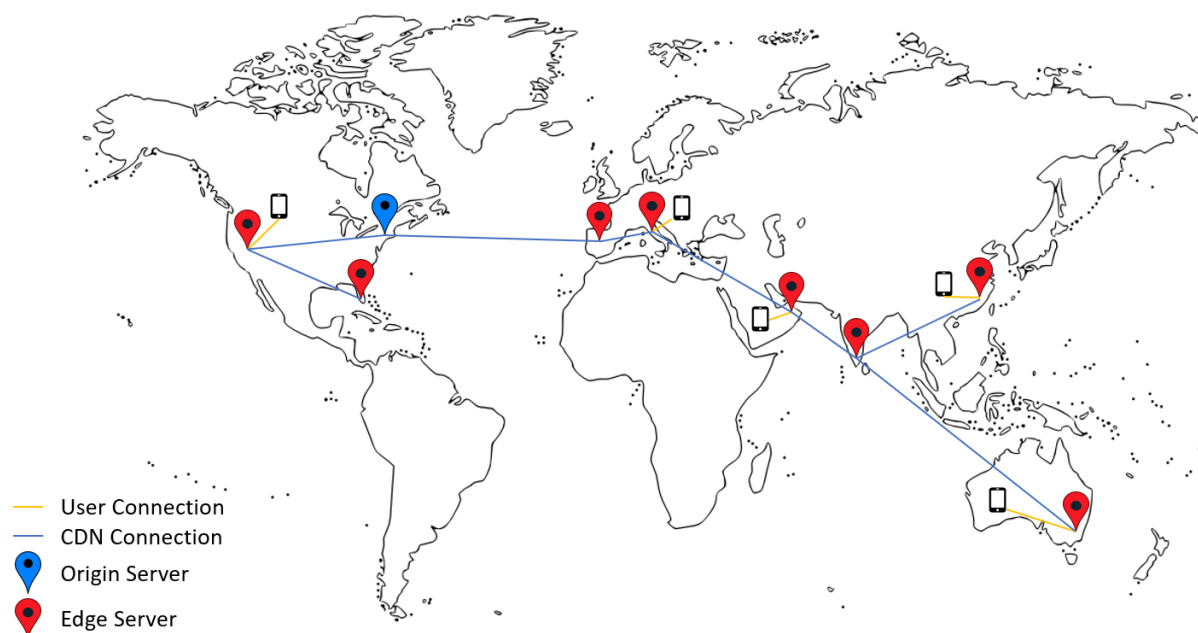 User Connection
CDN Connection
Origin Server
Edge Server